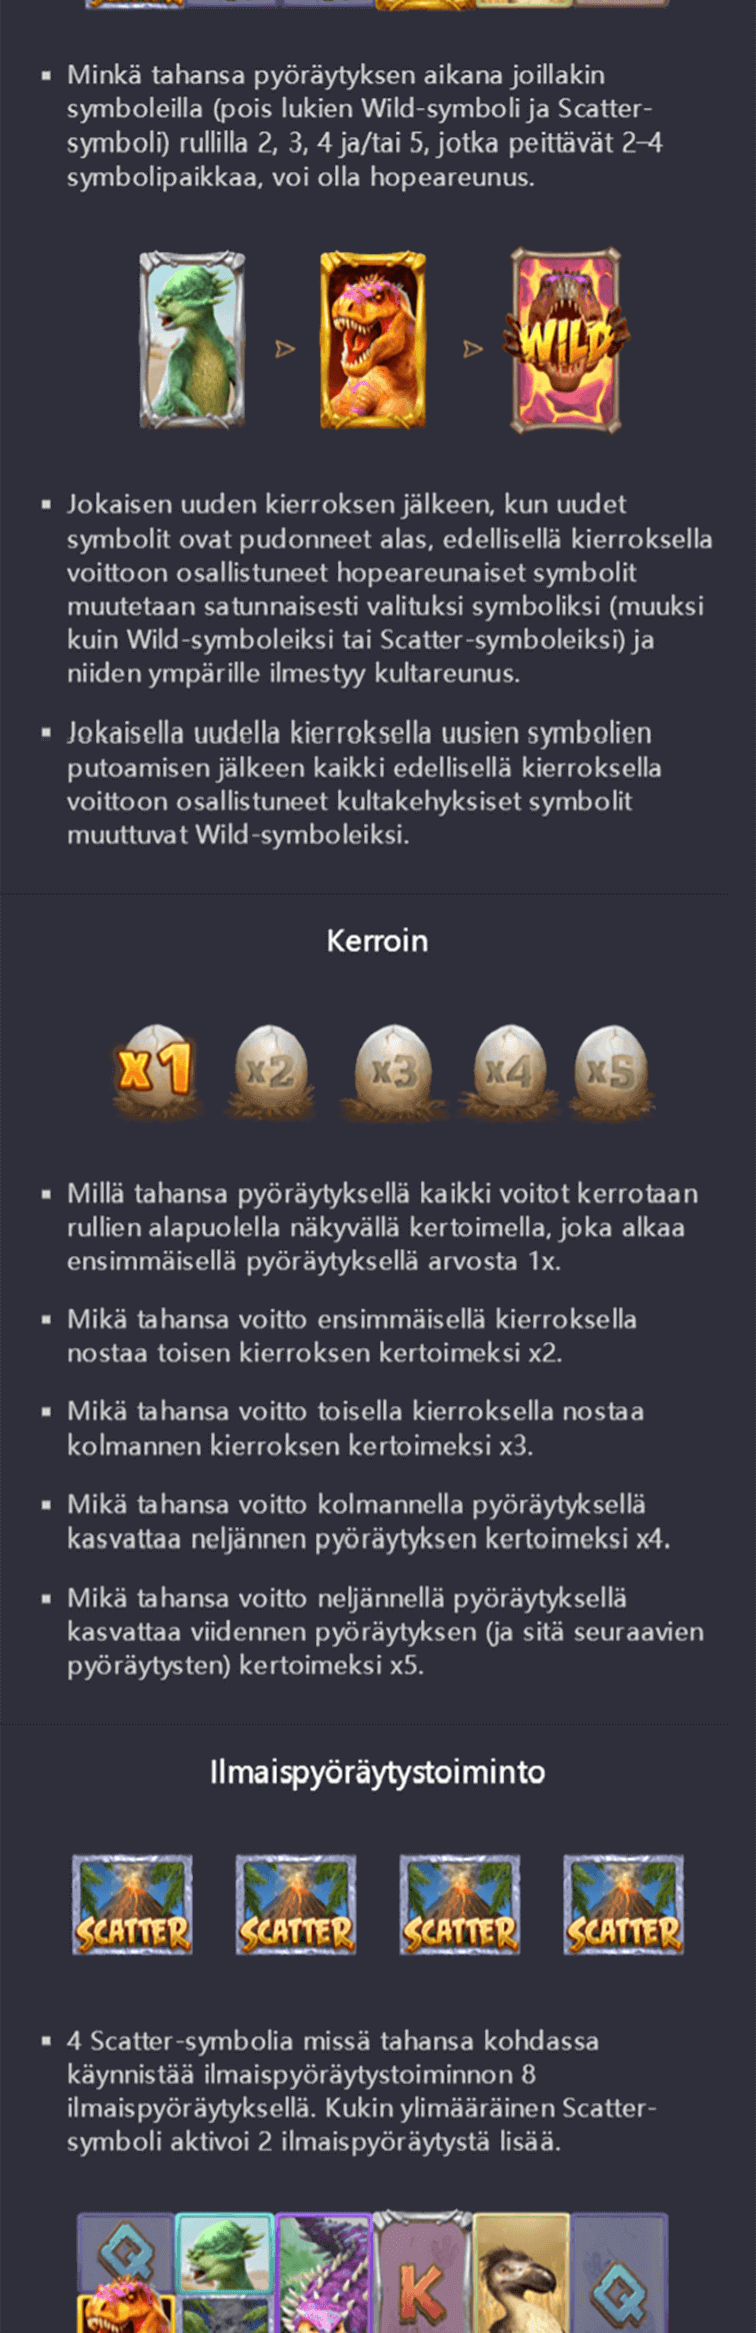 ▪ Minkä tahansa pyöräytyksen aikana joillakin
symboleilla (pois lukien Wild-symboli ja Scatter-
symboli) rullilla 2, 3, 4 ja/tai 5, jotka peittävät 2–4
symbolipaikkaa, voi olla hopeareunus.
WILD
▪ Jokaisen uuden kierroksen jälkeen, kun uudet
symbolit ovat pudonneet alas, edellisellä kierroksella
voittoon osallistuneet hopeareunaiset symbolit
muutetaan satunnaisesti valituksi symboliksi (muuksi
kuin Wild-symboleiksi tai Scatter-symboleiksi) ja
niiden ympärille ilmestyy kultareunus.
▪ Jokaisella uudella kierroksella uusien symbolien
putoamisen jälkeen kaikki edellisellä kierroksella
voittoon osallistuneet kultakehyksiset symbolit
muuttuvat Wild-symboleiksi.
Kerroin
x1 x2 x3 x4 x5
▪ Millä tahansa pyöräytyksellä kaikki voitot kerrotaan
rullien alapuolella näkyvällä kertoimella, joka alkaa
ensimmäisellä pyöräytyksellä arvosta 1x.
▪ Mikä tahansa voitto ensimmäisellä kierroksella
nostaa toisen kierroksen kertoimeksi x2.
▪ Mikä tahansa voitto toisella kierroksella nostaa
kolmannen kierroksen kertoimeksi x3.
▪ Mikä tahansa voitto kolmannella pyöräytyksellä
kasvattaa neljännen pyöräytyksen kertoimeksi x4.
▪ Mikä tahansa voitto neljännellä pyöräytyksellä
kasvattaa viidennen pyöräytyksen (ja sitä seuraavien
pyöräytysten) kertoimeksi x5.
Ilmaispyöräytystoiminto
SCATTER SCATTER SCATTER SCATTER
▪ 4 Scatter-symbolia missä tahansa kohdassa
käynnistää ilmaispyöräytystoiminnon 8
ilmaispyöräytyksellä. Kukin ylimääräinen Scatter-
symboli aktivoi 2 ilmaispyöräytystä lisää.
Q K Q